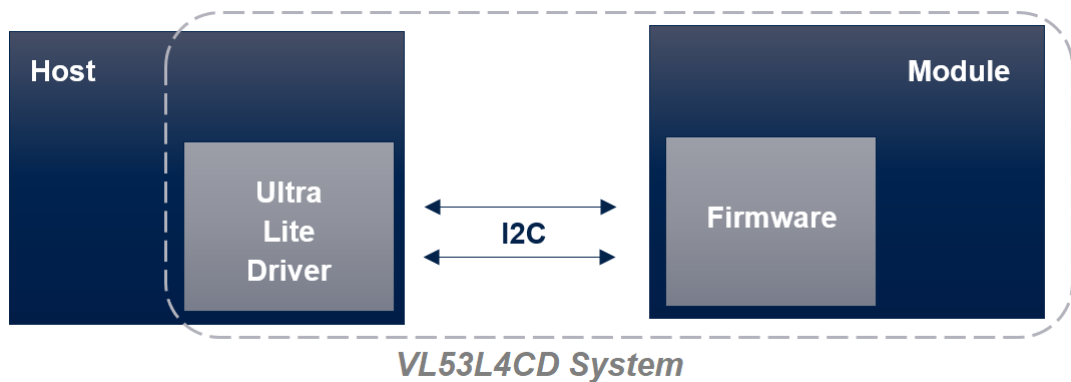 Host
Module
Ultra
Lite
Driver
I2C
Firmware
VL53L4CD System